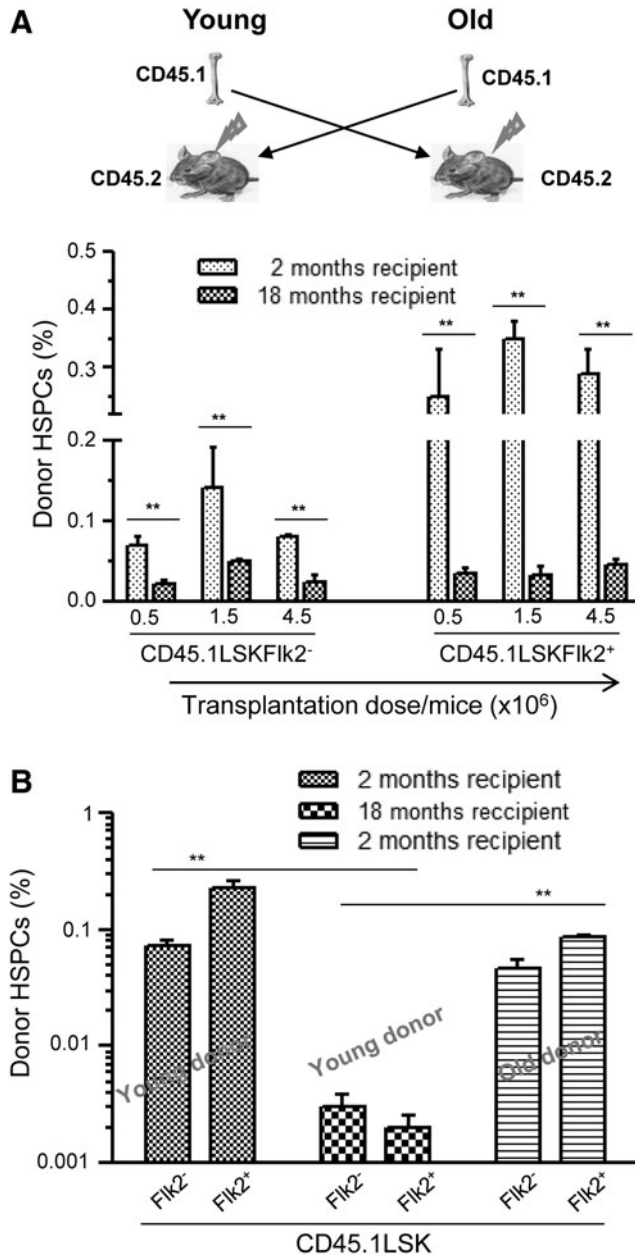 A
Young Old
CD45.1 CD45.1
CD45.2 CD45.2
2 months recipient
18 months recipient
Donor HSPCs (%)
0.5
0.3
0.2
0.1
0.0
** ** ** ** ** **
0.5 1.5 4.5 0.5 1.5 4.5
CD45.1LSKFlk2⁻ CD45.1LSKFlk2⁺
Transplantation dose/mice (x10⁶)
B
2 months recipient
18 months reccipient
2 months recipient
Donor HSPCs (%)
1
0.1
0.01
0.001
** **
Young donor Young donor Old donor
Flk2⁻ Flk2⁺ Flk2⁻ Flk2⁺ Flk2⁻ Flk2⁺
CD45.1LSK